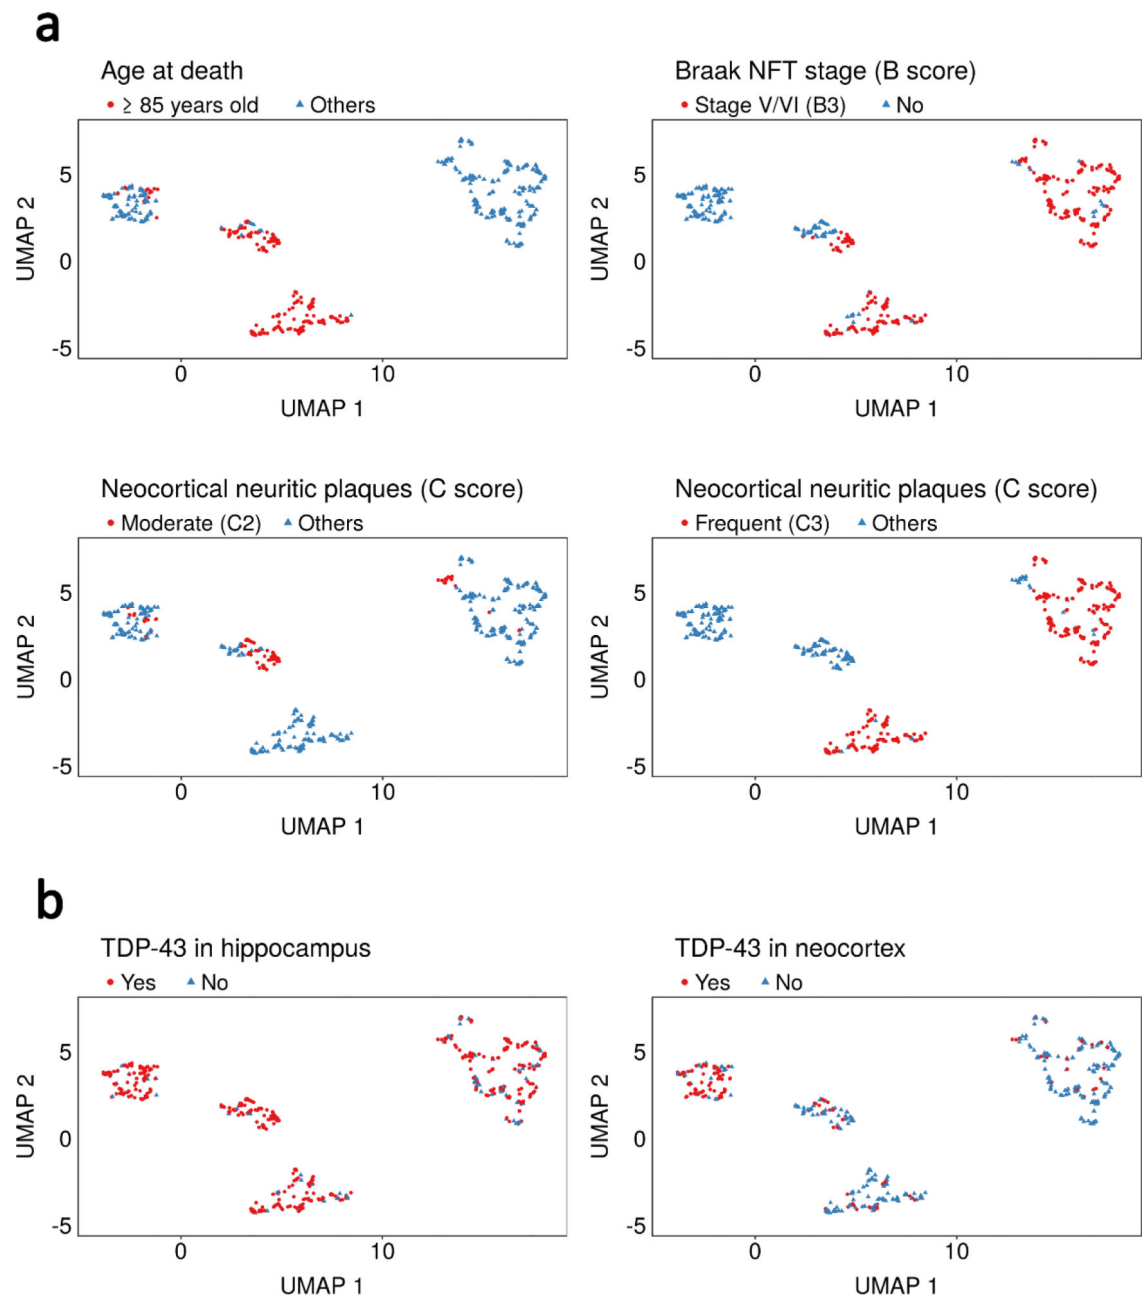 a
Age at death
≥ 85 years old Others
5
0
-5
UMAP 2
0 10
UMAP 1
Braak NFT stage (B score)
Stage V/VI (B3) No
5
0
-5
UMAP 2
0 10
UMAP 1
Neocortical neuritic plaques (C score)
Moderate (C2) Others
5
0
-5
UMAP 2
0 10
UMAP 1
Neocortical neuritic plaques (C score)
Frequent (C3) Others
5
0
-5
UMAP 2
0 10
UMAP 1
b
TDP-43 in hippocampus
Yes No
5
0
-5
UMAP 2
0 10
UMAP 1
TDP-43 in neocortex
Yes No
5
0
-5
UMAP 2
0 10
UMAP 1